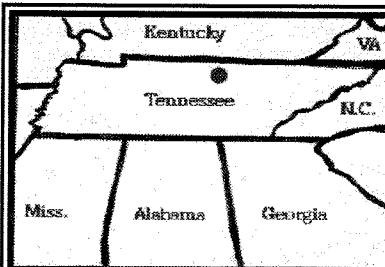 Kentucky
VA
Tennessee
N.C.
Miss.
Alabama
Georgia